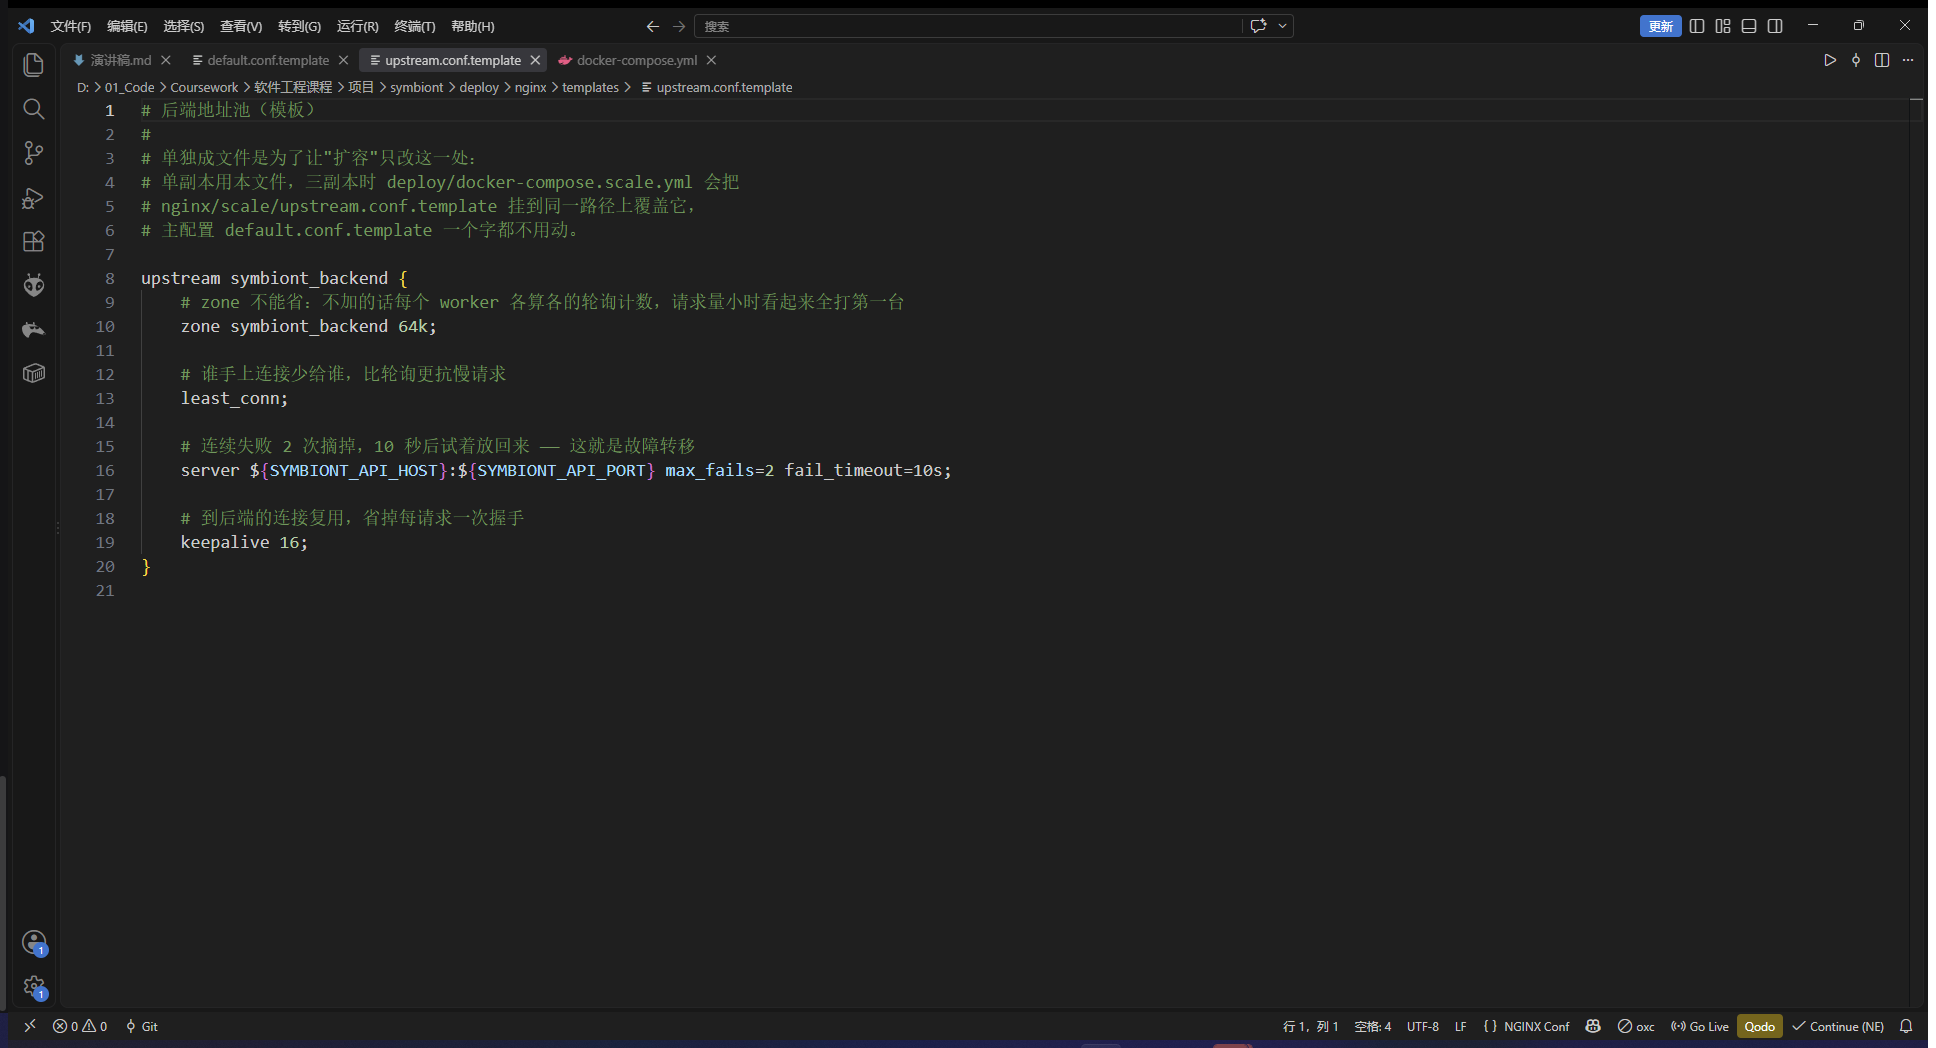 文件(F) 编辑(E) 选择(S) 查看(V) 转到(G) 运行(R) 终端(T) 帮助(H) 搜索 更新
演讲稿.md default.conf.template upstream.conf.template docker-compose.yml
D: > 01_Code > Coursework > 软件工程课程 > 项目 > symbiont > deploy > nginx > templates > upstream.conf.template
1 # 后端地址池（模板）
2 #
3 # 单独成文件是为了让"扩容"只改这一处：
4 # 单副本用本文件，三副本时 deploy/docker-compose.scale.yml 会把
5 # nginx/scale/upstream.conf.template 挂到同一路径上覆盖它，
6 # 主配置 default.conf.template 一个字都不用动。
7
8 upstream symbiont_backend {
9 # zone 不能省：不加的话每个 worker 各算各的轮询计数，请求量小时看起来全打第一台
10 zone symbiont_backend 64k;
11
12 # 谁手上连接少给谁，比轮询更抗慢请求
13 least_conn;
14
15 # 连续失败 2 次摘掉，10 秒后试着放回来 —— 这就是故障转移
16 server ${SYMBIONT_API_HOST}:${SYMBIONT_API_PORT} max_fails=2 fail_timeout=10s;
17
18 # 到后端的连接复用，省掉每请求一次握手
19 keepalive 16;
20 }
21
1
1
0 0 Git 行 1，列 1 空格: 4 UTF-8 LF { } NGINX Conf oxc Go Live Qodo Continue (NE)